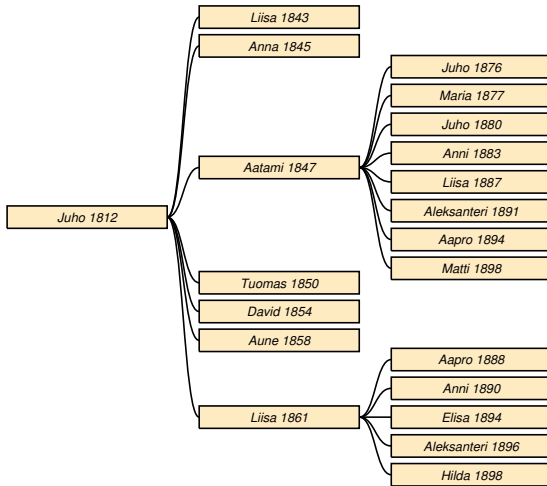 Juho 1812
Liisa 1843
Anna 1845
Aatami 1847
Juho 1876
Maria 1877
Juho 1880
Anni 1883
Liisa 1887
Aleksanteri 1891
Aapro 1894
Matti 1898
Tuomas 1850
David 1854
Aune 1858
Liisa 1861
Aapro 1888
Anni 1890
Elisa 1894
Aleksanteri 1896
Hilda 1898